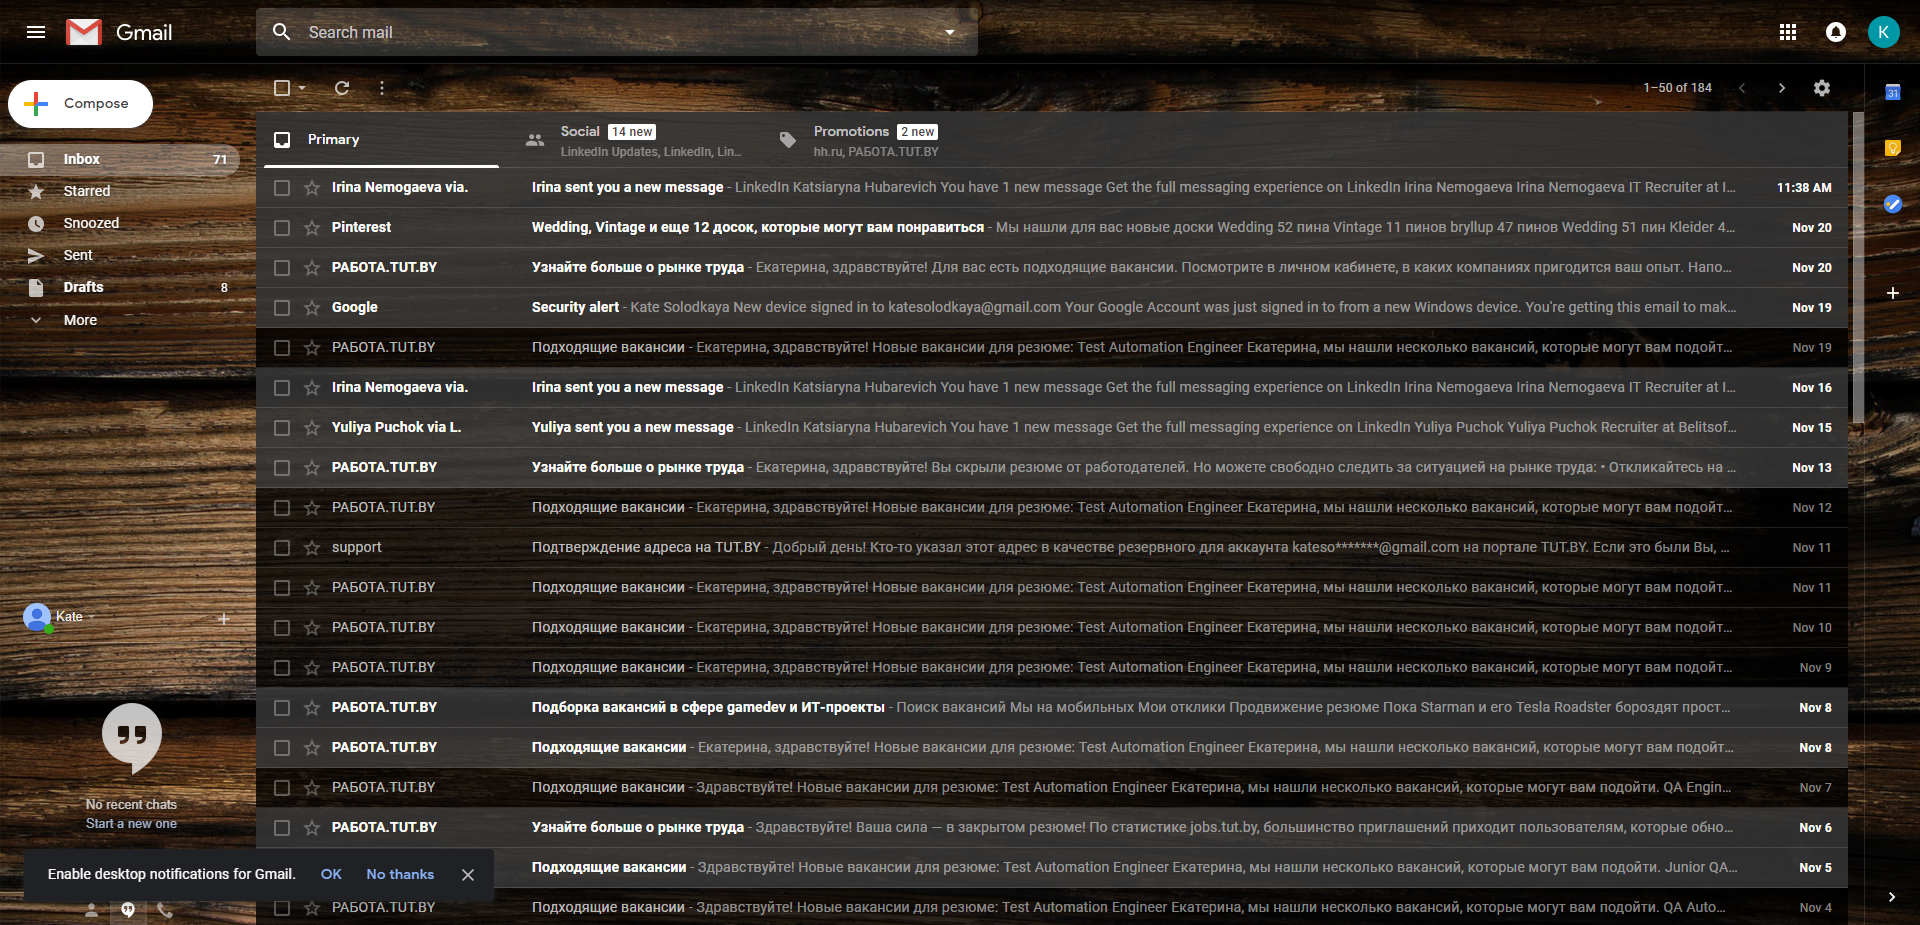 Gmail
Search mail
K
Compose
1–50 of 184
31
Primary
Social 14 new
LinkedIn Updates, LinkedIn, Lin...
Promotions 2 new
hh.ru, РАБОТА.TUT.BY
Inbox 71
Starred
Snoozed
Sent
Drafts 8
More
Irina Nemogaeva via. Irina sent you a new message - LinkedIn Katsiaryna Hubarevich You have 1 new message Get the full messaging experience on LinkedIn Irina Nemogaeva Irina Nemogaeva IT Recruiter at I... 11:38 AM
Pinterest Wedding, Vintage и еще 12 досок, которые могут вам понравиться - Мы нашли для вас новые доски Wedding 52 пина Vintage 11 пинов bryllup 47 пинов Wedding 51 пин Kleider 4... Nov 20
РАБОТА.TUT.BY Узнайте больше о рынке труда - Екатерина, здравствуйте! Для вас есть подходящие вакансии. Посмотрите в личном кабинете, в каких компаниях пригодится ваш опыт. Напо... Nov 20
Google Security alert - Kate Solodkaya New device signed in to katesolodkaya@gmail.com Your Google Account was just signed in to from a new Windows device. You're getting this email to mak... Nov 19
РАБОТА.TUT.BY Подходящие вакансии - Екатерина, здравствуйте! Новые вакансии для резюме: Test Automation Engineer Екатерина, мы нашли несколько вакансий, которые могут вам подойт... Nov 19
Irina Nemogaeva via. Irina sent you a new message - LinkedIn Katsiaryna Hubarevich You have 1 new message Get the full messaging experience on LinkedIn Irina Nemogaeva Irina Nemogaeva IT Recruiter at I... Nov 16
Yuliya Puchok via L. Yuliya sent you a new message - LinkedIn Katsiaryna Hubarevich You have 1 new message Get the full messaging experience on LinkedIn Yuliya Puchok Yuliya Puchok Recruiter at Belitsof... Nov 15
РАБОТА.TUT.BY Узнайте больше о рынке труда - Екатерина, здравствуйте! Вы скрыли резюме от работодателей. Но можете свободно следить за ситуацией на рынке труда: • Откликайтесь на ... Nov 13
РАБОТА.TUT.BY Подходящие вакансии - Екатерина, здравствуйте! Новые вакансии для резюме: Test Automation Engineer Екатерина, мы нашли несколько вакансий, которые могут вам подойт... Nov 12
support Подтверждение адреса на TUT.BY - Добрый день! Кто-то указал этот адрес в качестве резервного для аккаунта kateso*******@gmail.com на портале TUT.BY. Если это были Вы, ... Nov 11
РАБОТА.TUT.BY Подходящие вакансии - Екатерина, здравствуйте! Новые вакансии для резюме: Test Automation Engineer Екатерина, мы нашли несколько вакансий, которые могут вам подойт... Nov 11
РАБОТА.TUT.BY Подходящие вакансии - Екатерина, здравствуйте! Новые вакансии для резюме: Test Automation Engineer Екатерина, мы нашли несколько вакансий, которые могут вам подойт... Nov 10
РАБОТА.TUT.BY Подходящие вакансии - Екатерина, здравствуйте! Новые вакансии для резюме: Test Automation Engineer Екатерина, мы нашли несколько вакансий, которые могут вам подойт... Nov 9
РАБОТА.TUT.BY Подборка вакансий в сфере gamedev и ИТ-проекты - Поиск вакансий Мы на мобильных Мои отклики Продвижение резюме Пока Starman и его Tesla Roadster бороздят прост... Nov 8
РАБОТА.TUT.BY Подходящие вакансии - Екатерина, здравствуйте! Новые вакансии для резюме: Test Automation Engineer Екатерина, мы нашли несколько вакансий, которые могут вам подойт... Nov 8
РАБОТА.TUT.BY Подходящие вакансии - Здравствуйте! Новые вакансии для резюме: Test Automation Engineer Екатерина, мы нашли несколько вакансий, которые могут вам подойти. QA Engin... Nov 7
РАБОТА.TUT.BY Узнайте больше о рынке труда - Здравствуйте! Ваша сила — в закрытом резюме! По статистике jobs.tut.by, большинство приглашений приходит пользователям, которые обно... Nov 6
Подходящие вакансии - Здравствуйте! Новые вакансии для резюме: Test Automation Engineer Екатерина, мы нашли несколько вакансий, которые могут вам подойти. Junior QA... Nov 5
РАБОТА.TUT.BY Подходящие вакансии - Здравствуйте! Новые вакансии для резюме: Test Automation Engineer Екатерина, мы нашли несколько вакансий, которые могут вам подойти. QA Auto... Nov 4
Kate
No recent chats
Start a new one
Enable desktop notifications for Gmail. OK No thanks